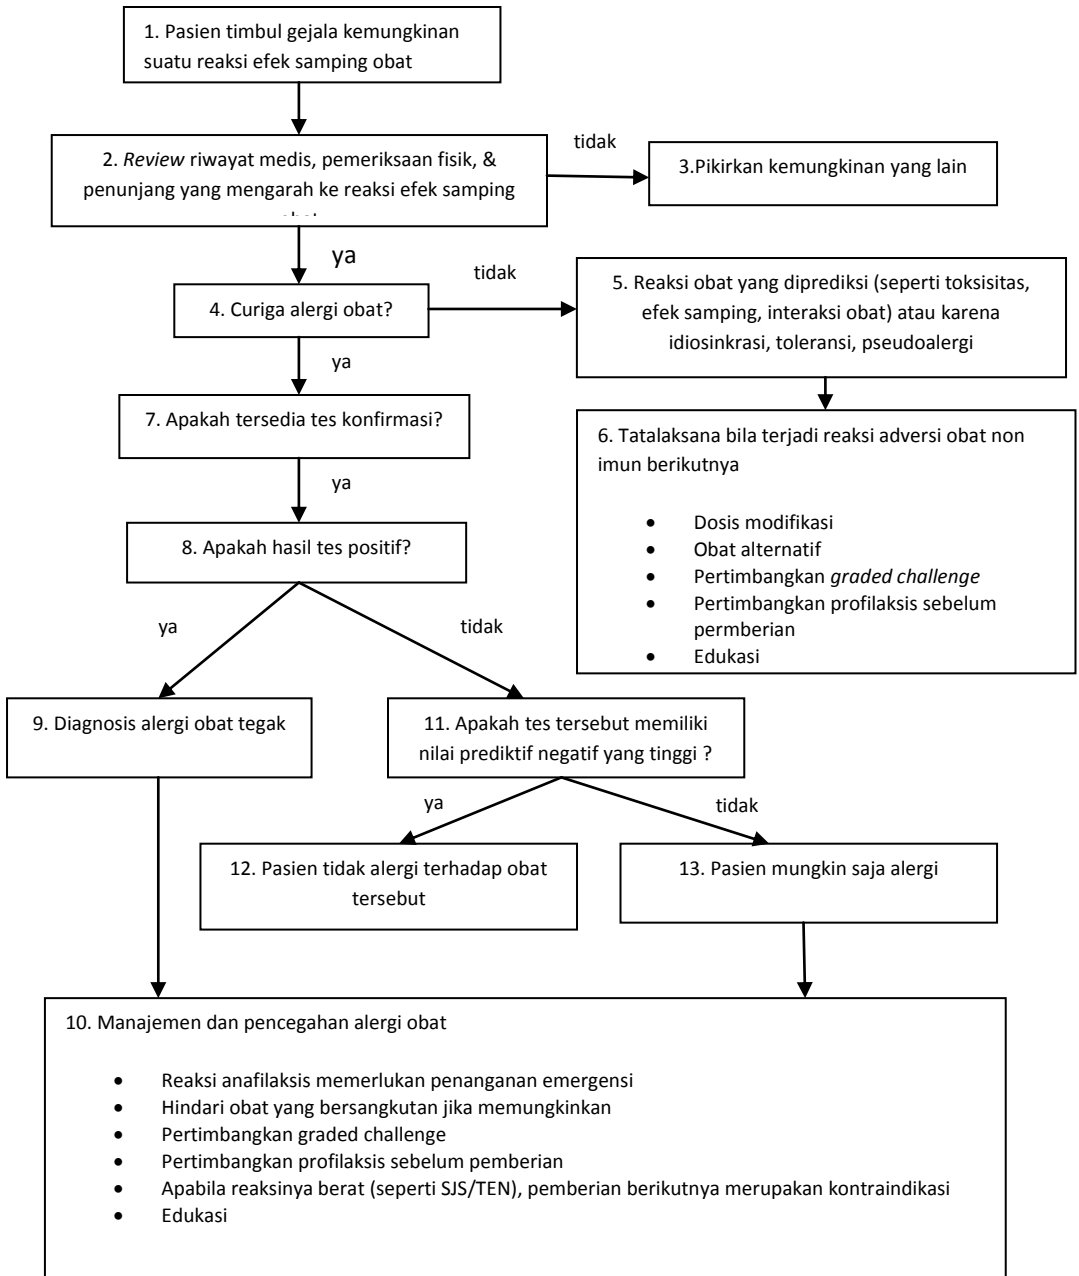 1. Pasien timbul gejala kemungkinan
suatu reaksi efek samping obat
2. Review riwayat medis, pemeriksaan fisik, &
penunjang yang mengarah ke reaksi efek samping
tidak
3.Pikirkan kemungkinan yang lain
ya
4. Curiga alergi obat?
tidak
5. Reaksi obat yang diprediksi (seperti toksisitas,
efek samping, interaksi obat) atau karena
idiosinkrasi, toleransi, pseudoalergi
ya
7. Apakah tersedia tes konfirmasi?
6. Tatalaksana bila terjadi reaksi adversi obat non
imun berikutnya
• Dosis modifikasi
• Obat alternatif
• Pertimbangkan graded challenge
• Pertimbangkan profilaksis sebelum
permberian
• Edukasi
ya
8. Apakah hasil tes positif?
ya
tidak
9. Diagnosis alergi obat tegak
11. Apakah tes tersebut memiliki
nilai prediktif negatif yang tinggi ?
ya
tidak
12. Pasien tidak alergi terhadap obat
tersebut
13. Pasien mungkin saja alergi
10. Manajemen dan pencegahan alergi obat
• Reaksi anafilaksis memerlukan penanganan emergensi
• Hindari obat yang bersangkutan jika memungkinkan
• Pertimbangkan graded challenge
• Pertimbangkan profilaksis sebelum pemberian
• Apabila reaksinya berat (seperti SJS/TEN), pemberian berikutnya merupakan kontraindikasi
• Edukasi